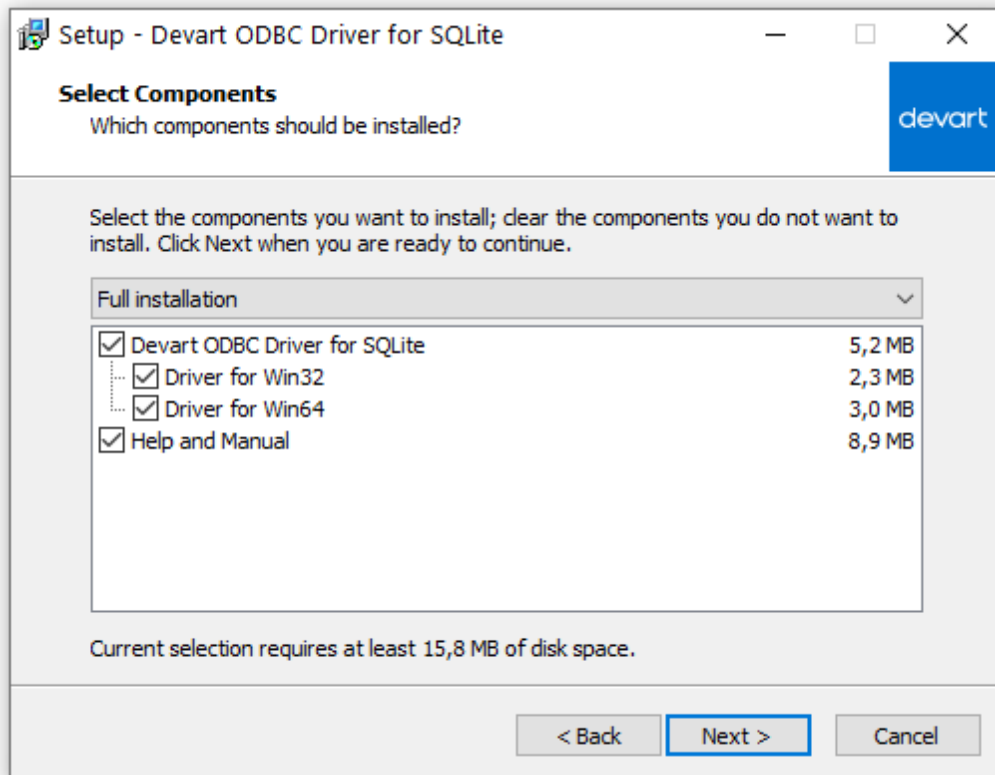 Setup - Devart ODBC Driver for SQLite
Select Components
Which components should be installed?
devart
Select the components you want to install; clear the components you do not want to
install. Click Next when you are ready to continue.
Full installation
Devart ODBC Driver for SQLite 5,2 MB
Driver for Win32 2,3 MB
Driver for Win64 3,0 MB
Help and Manual 8,9 MB
Current selection requires at least 15,8 MB of disk space.
< Back Next > Cancel